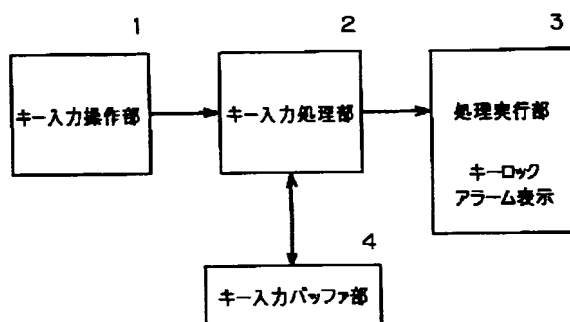 1
キー入力操作部
2
キー入力処理部
3
処理実行部
キーロック
アラーム表示
4
キー入力バッファ部